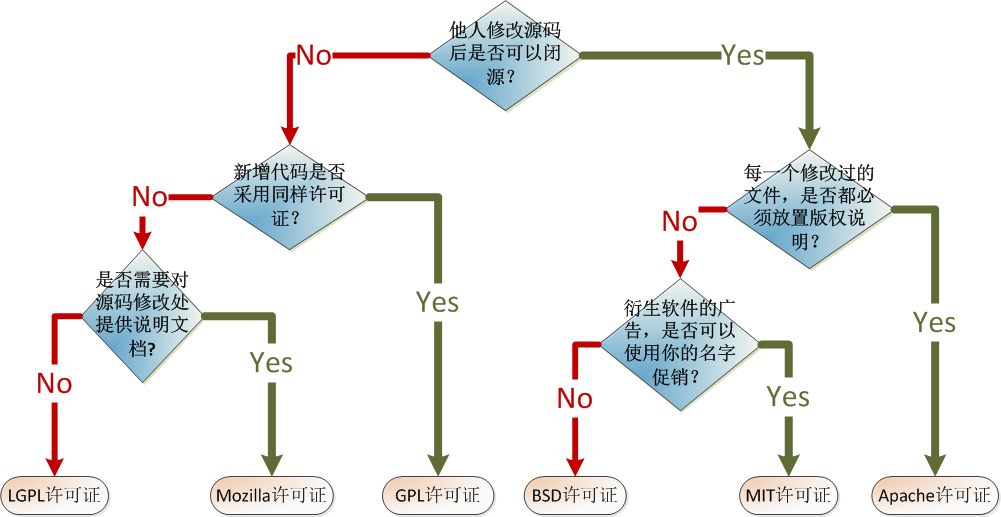 他人修改源码
后是否可以闭
源？
No
Yes
新增代码是否
采用同样许可
证？
每一个修改过的
文件，是否都必
须放置版权说
明？
No
Yes
No
Yes
是否需要对
源码修改处
提供说明文
档?
衍生软件的广
告，是否可以
使用你的名字
促销？
No
Yes
No
Yes
LGPL许可证
Mozilla许可证
GPL许可证
BSD许可证
MIT许可证
Apache许可证